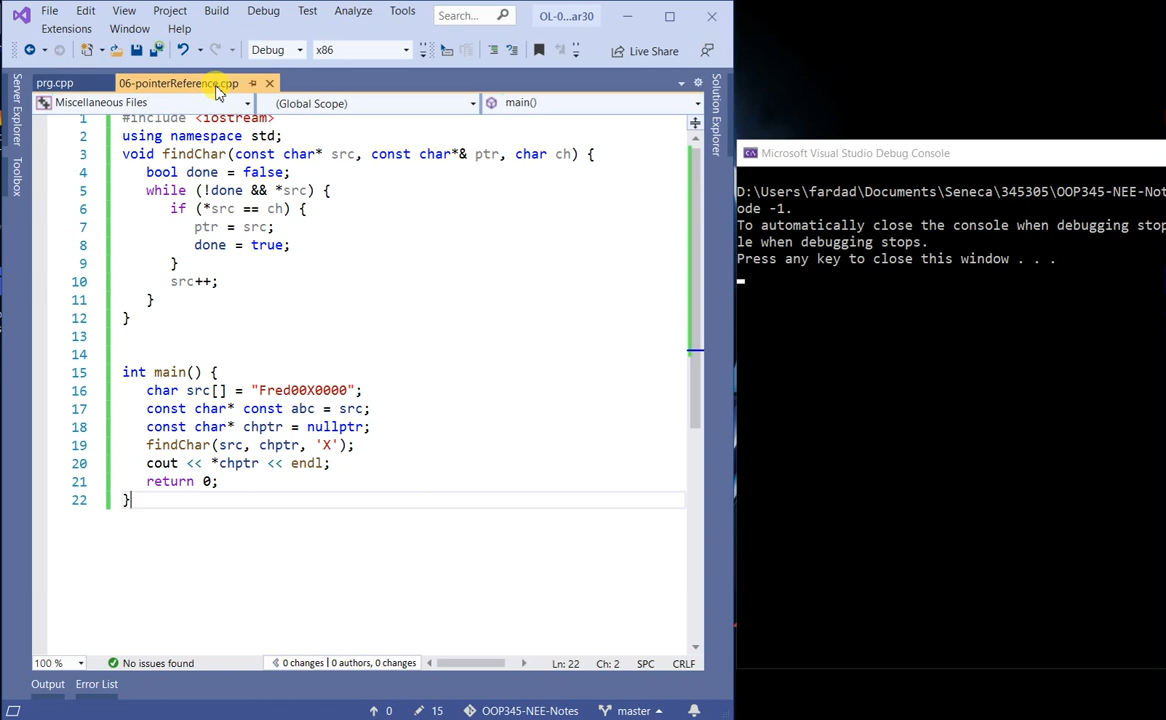 File Edit View Project Build Debug Test Analyze Tools Search... OL-0...ar30
Extensions Window Help
Debug x86 Live Share
prg.cpp 06-pointerReference.cpp
Miscellaneous Files (Global Scope) main()
Server Explorer
Toolbox
Solution Explorer
1 #include <iostream>
2 using namespace std;
3 void findChar(const char* src, const char*& ptr, char ch) {
4 bool done = false;
5 while (!done && *src) {
6 if (*src == ch) {
7 ptr = src;
8 done = true;
9 }
10 src++;
11 }
12 }
13
14
15 int main() {
16 char src[] = "Fred00X0000";
17 const char* const abc = src;
18 const char* chptr = nullptr;
19 findChar(src, chptr, 'X');
20 cout << *chptr << endl;
21 return 0;
22 }
100 % No issues found 0 changes | 0 authors, 0 changes Ln: 22 Ch: 2 SPC CRLF
Output Error List
0 15 OOP345-NEE-Notes master
Microsoft Visual Studio Debug Console
D:\Users\fardad\Documents\Seneca\345305\OOP345-NEE-Not
ode -1.
To automatically close the console when debugging stop
le when debugging stops.
Press any key to close this window . . .